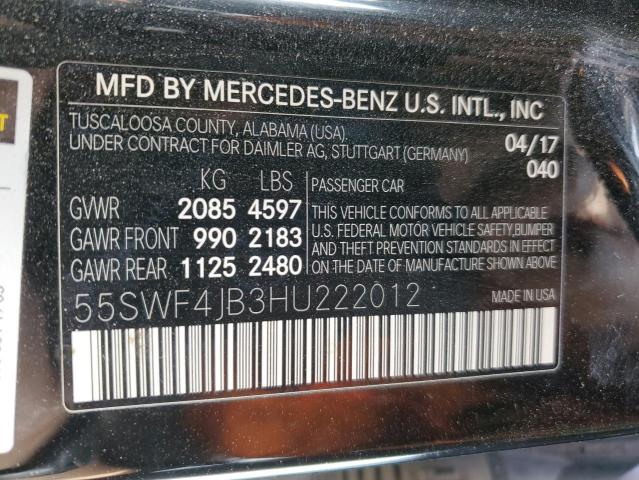 MFD BY MERCEDES-BENZ U.S. INTL., INC
TUSCALOOSA COUNTY, ALABAMA (USA). 04/17
UNDER CONTRACT FOR DAIMLER AG, STUTTGART (GERMANY) 040
KG LBS PASSENGER CAR
GVWR 2085 4597
GAWR FRONT 990 2183
GAWR REAR 1125 2480
THIS VEHICLE CONFORMS TO ALL APPLICABLE
U.S. FEDERAL MOTOR VEHICLE SAFETY,BUMPER
AND THEFT PREVENTION STANDARDS IN EFFECT
ON THE DATE OF MANUFACTURE SHOWN ABOVE.
55SWF4JB3HU222012
MADE IN USA